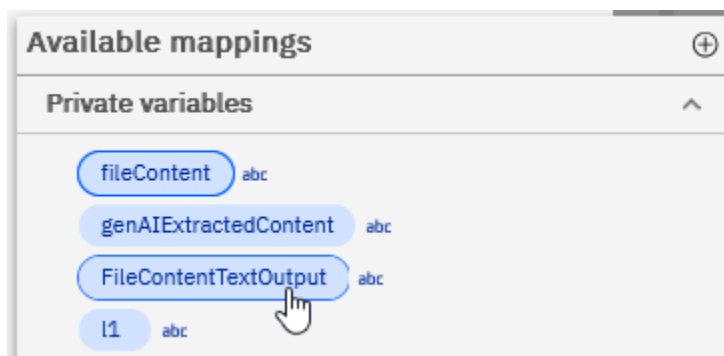 Available mappings
Private variables
fileContent abc
genAIExtractedContent abc
FileContentTextOutput abc
l1 abc